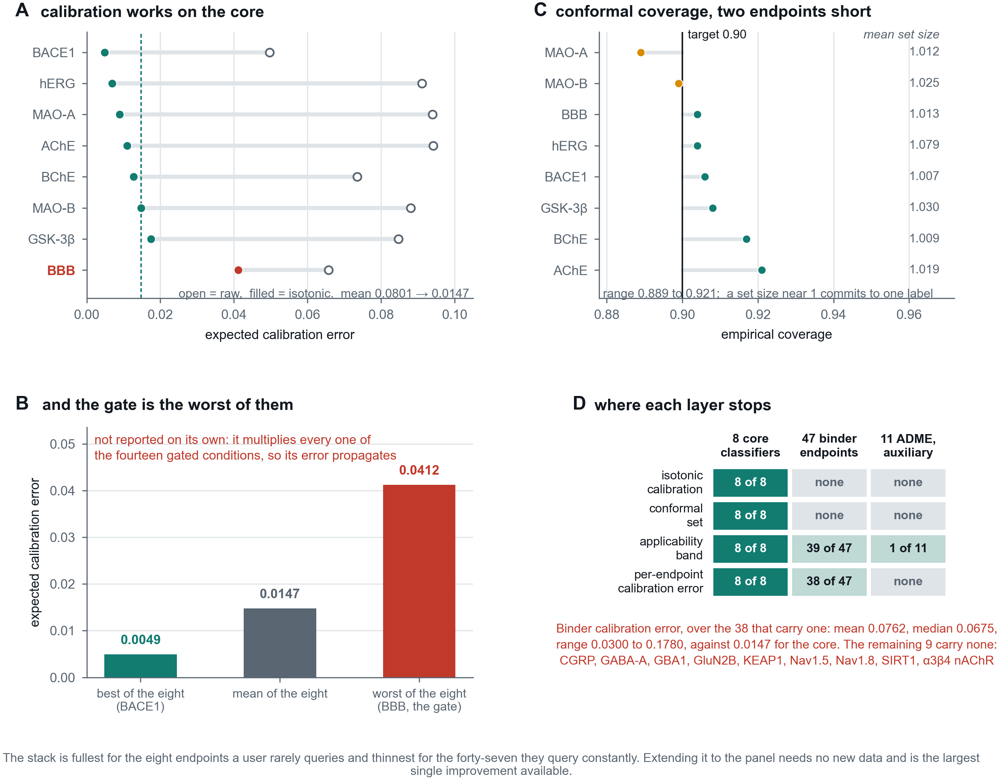 A calibration works on the core
BACE1
hERG
MAO-A
AChE
BChE
MAO-B
GSK-3β
BBB
open = raw, filled = isotonic. mean 0.0801 → 0.0147
0.00 0.02 0.04 0.06 0.08 0.10
expected calibration error
C conformal coverage, two endpoints short
target 0.90 mean set size
MAO-A 1.012
MAO-B 1.025
BBB 1.013
hERG 1.079
BACE1 1.007
GSK-3β 1.030
BChE 1.009
AChE 1.019
range 0.889 to 0.921; a set size near 1 commits to one label
0.88 0.90 0.92 0.94 0.96
empirical coverage
B and the gate is the worst of them
not reported on its own: it multiplies every one of
the fourteen gated conditions, so its error propagates
expected calibration error
0.05
0.04
0.03
0.02
0.01
0.00
0.0049
0.0147
0.0412
best of the eight
(BACE1)
mean of the eight
worst of the eight
(BBB, the gate)
D where each layer stops
8 core
classifiers
47 binder
endpoints
11 ADME,
auxiliary
isotonic
calibration
8 of 8 none none
conformal
set
8 of 8 none none
applicability
band
8 of 8 39 of 47 1 of 11
per-endpoint
calibration error
8 of 8 38 of 47 none
Binder calibration error, over the 38 that carry one: mean 0.0762, median 0.0675,
range 0.0300 to 0.1780, against 0.0147 for the core. The remaining 9 carry none:
CGRP, GABA-A, GBA1, GluN2B, KEAP1, Nav1.5, Nav1.8, SIRT1, α3β4 nAChR
The stack is fullest for the eight endpoints a user rarely queries and thinnest for the forty-seven they query constantly. Extending it to the panel needs no new data and is the largest
single improvement available.